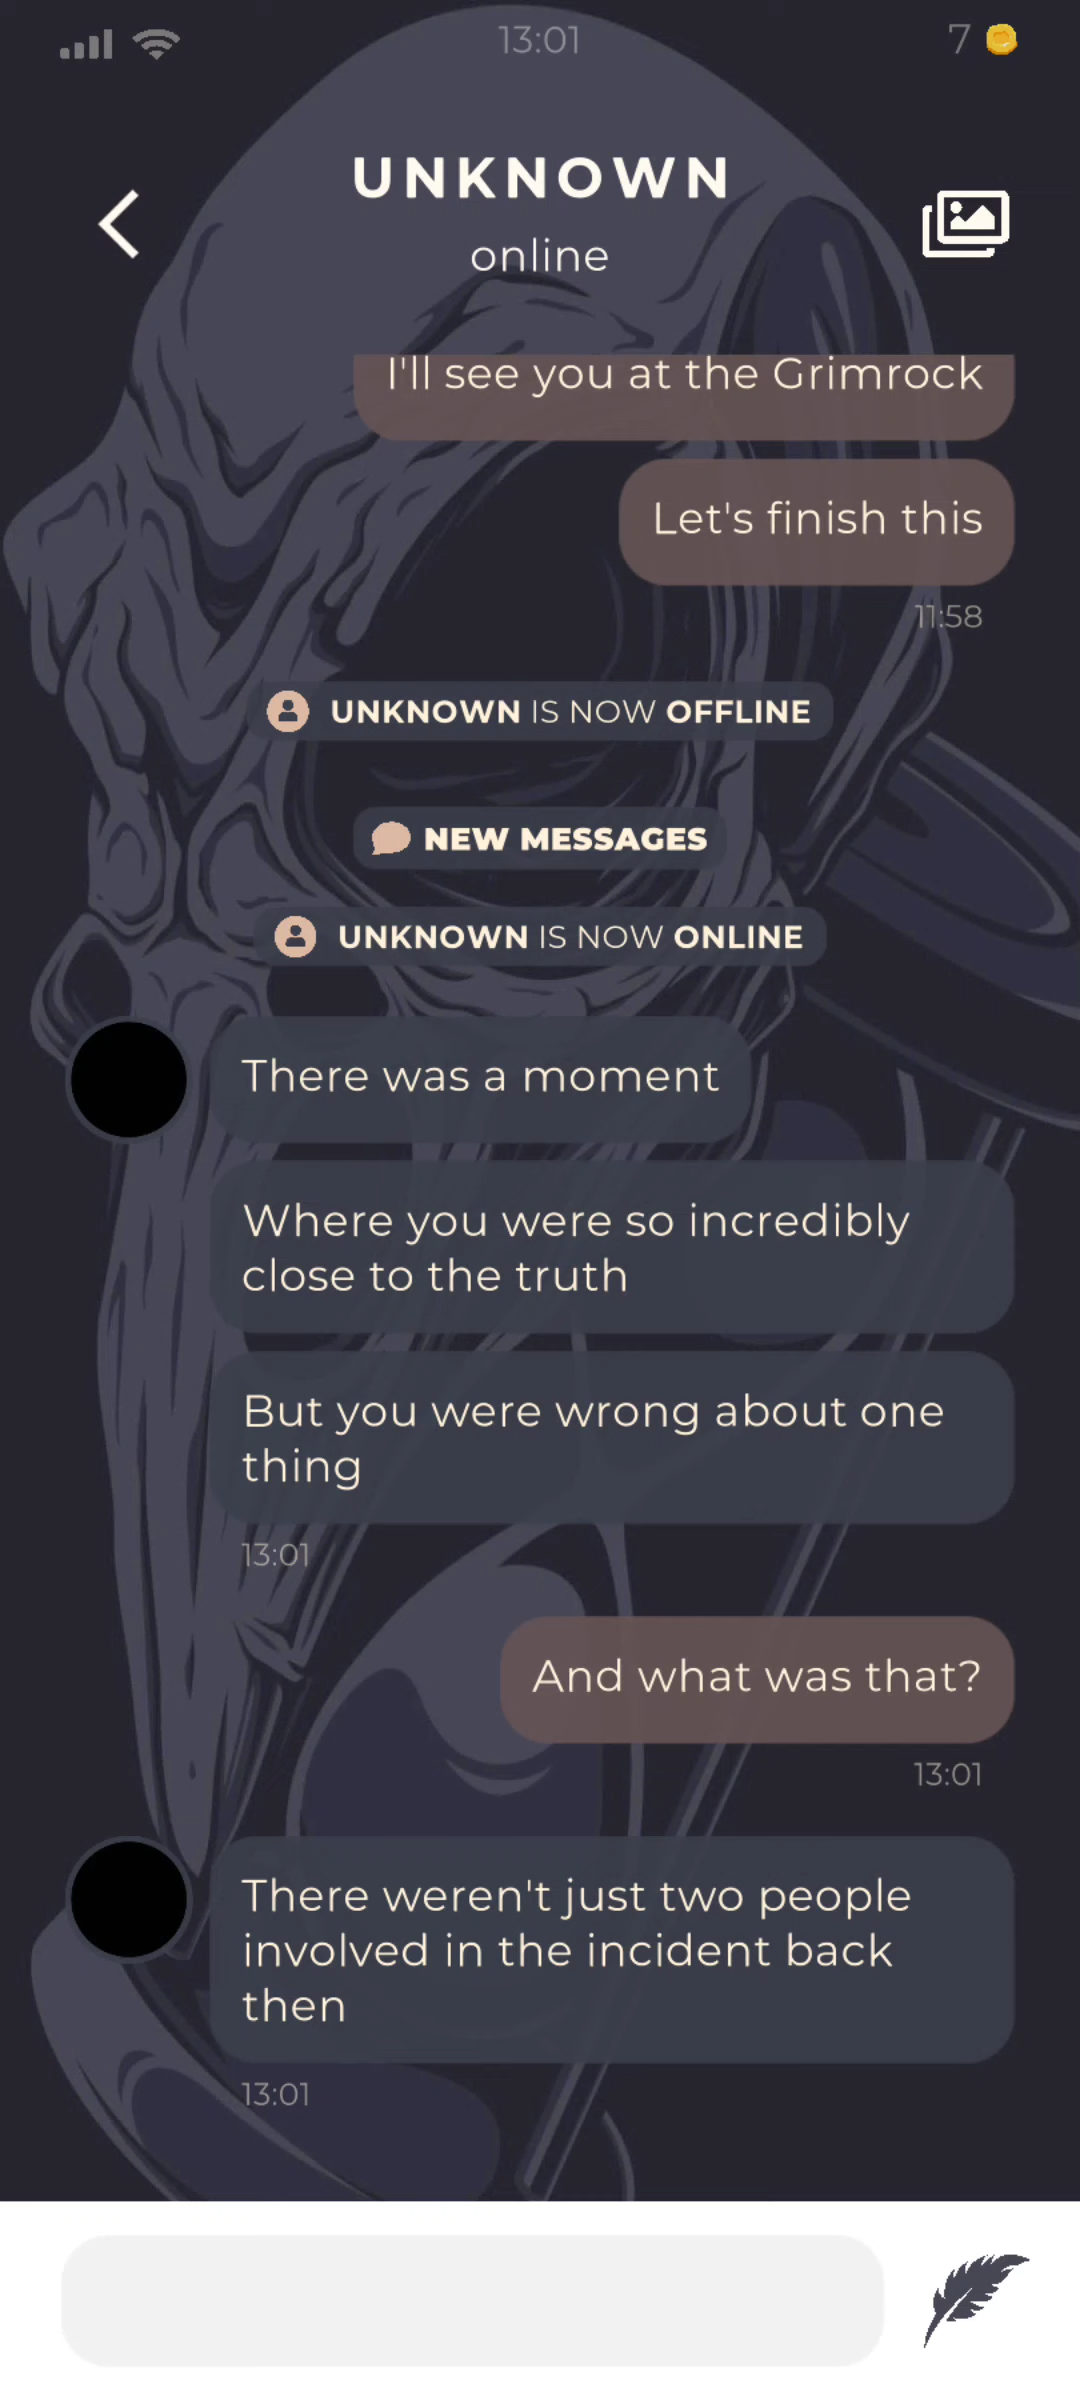 13:01
7
UNKNOWN
online
I'll see you at the Grimrock
Let's finish this
11:58
UNKNOWN IS NOW OFFLINE
NEW MESSAGES
UNKNOWN IS NOW ONLINE
There was a moment
Where you were so incredibly
close to the truth
But you were wrong about one
thing
13:01
And what was that?
13:01
There weren't just two people
involved in the incident back
then
13:01